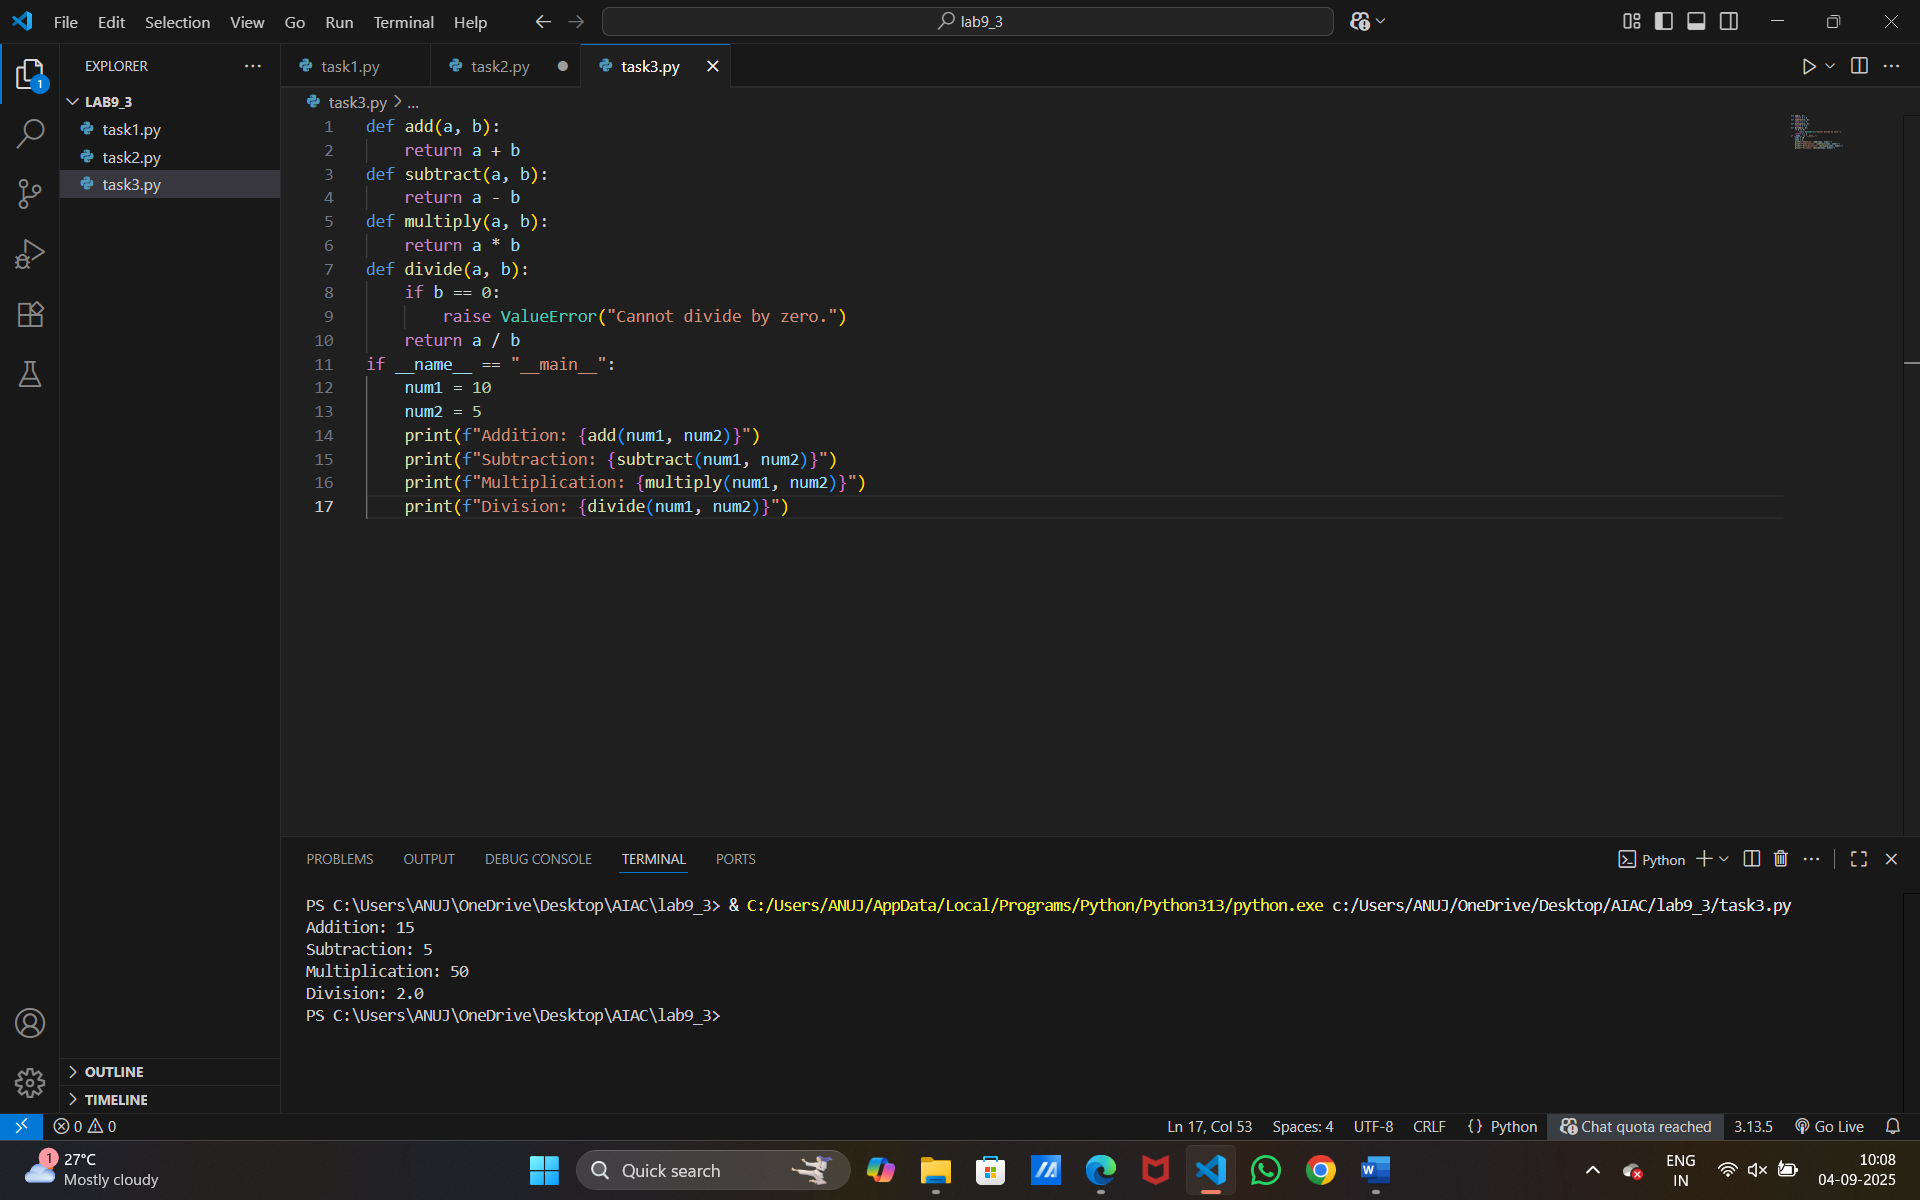 File Edit Selection View Go Run Terminal Help
lab9_3
EXPLORER
1
LAB9_3
task1.py
task2.py
task3.py
task1.py
task2.py
task3.py
task3.py > ...
1 def add(a, b):
2     return a + b
3 def subtract(a, b):
4     return a - b
5 def multiply(a, b):
6     return a * b
7 def divide(a, b):
8     if b == 0:
9         raise ValueError("Cannot divide by zero.")
10     return a / b
11 if __name__ == "__main__":
12     num1 = 10
13     num2 = 5
14     print(f"Addition: {add(num1, num2)}")
15     print(f"Subtraction: {subtract(num1, num2)}")
16     print(f"Multiplication: {multiply(num1, num2)}")
17     print(f"Division: {divide(num1, num2)}")
PROBLEMS OUTPUT DEBUG CONSOLE TERMINAL PORTS
Python
PS C:\Users\ANUJ\OneDrive\Desktop\AIAC\lab9_3> & C:/Users/ANUJ/AppData/Local/Programs/Python/Python313/python.exe c:/Users/ANUJ/OneDrive/Desktop/AIAC/lab9_3/task3.py
Addition: 15
Subtraction: 5
Multiplication: 50
Division: 2.0
PS C:\Users\ANUJ\OneDrive\Desktop\AIAC\lab9_3>
OUTLINE
TIMELINE
0 0
Ln 17, Col 53 Spaces: 4 UTF-8 CRLF {} Python Chat quota reached 3.13.5 Go Live
1
27°C
Mostly cloudy
Quick search
ENG
IN
10:08
04-09-2025